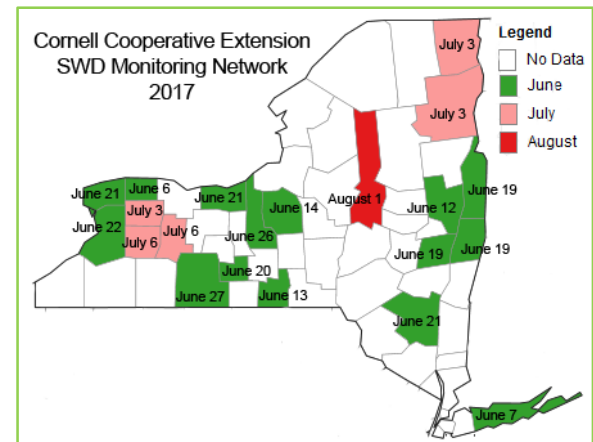 Cornell Cooperative Extension
SWD Monitoring Network
2017
Legend
No Data
June
July
August
July 3
July 3
June 21
June 6
June 21
June 19
July 3
August 1
June 14
June 12
June 22
July 6
July 6
June 26
June 19
June 19
June 20
June 27
June 13
June 21
June 7